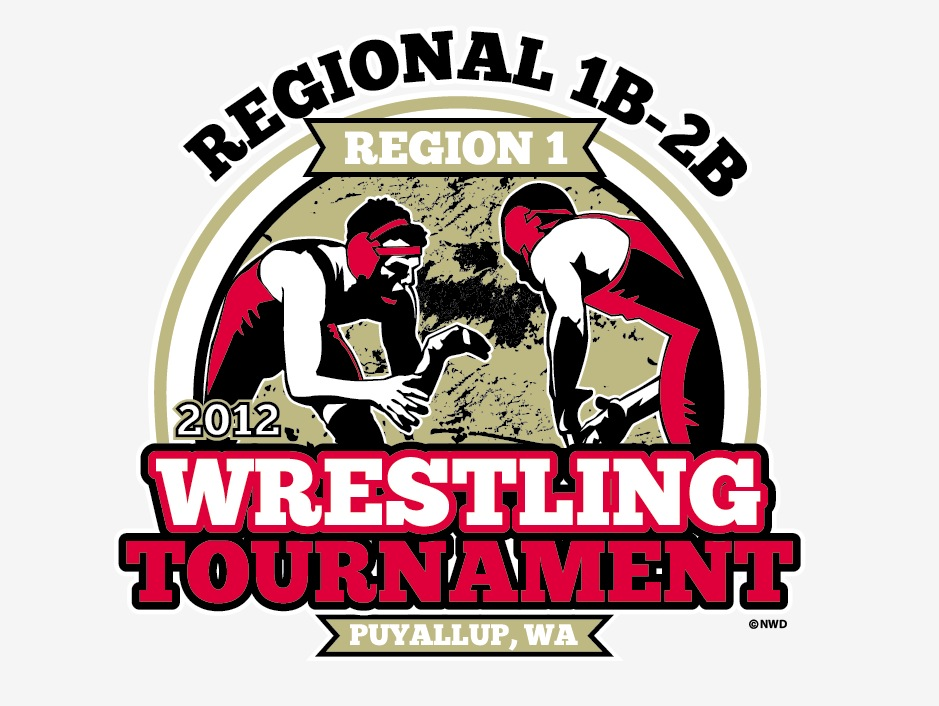 REGIONAL 1B-2B
REGION 1
2012
WRESTLING
TOURNAMENT
PUYALLUP, WA
©NWD